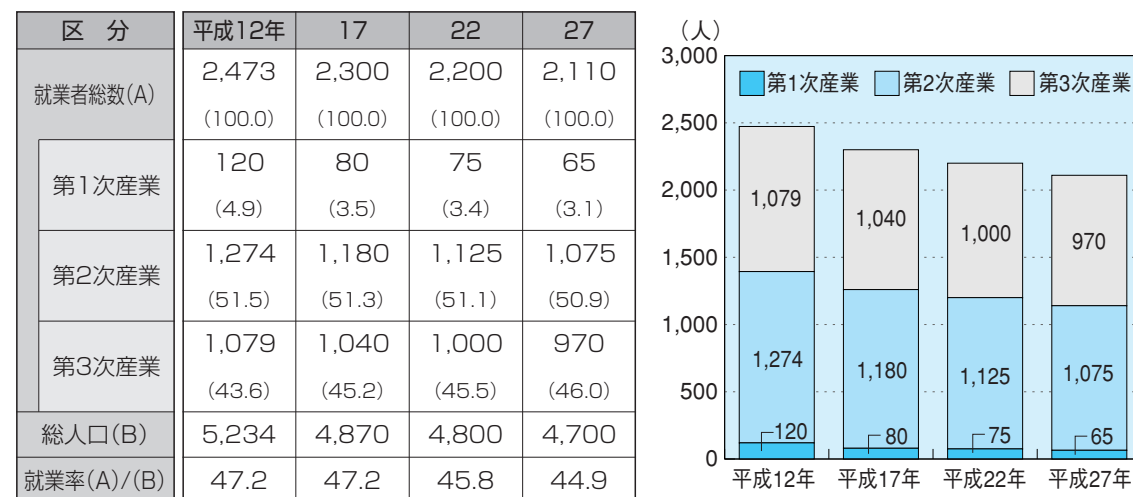 区 分 平成12年 17 22 27
就業者総数(A) 2,473 2,300 2,200 2,110
(100.0) (100.0) (100.0) (100.0)
第1次産業 120 80 75 65
(4.9) (3.5) (3.4) (3.1)
第2次産業 1,274 1,180 1,125 1,075
(51.5) (51.3) (51.1) (50.9)
第3次産業 1,079 1,040 1,000 970
(43.6) (45.2) (45.5) (46.0)
総人口(B) 5,234 4,870 4,800 4,700
就業率(A)/(B) 47.2 47.2 45.8 44.9
(人)
3,000
第1次産業 第2次産業 第3次産業
2,500
2,000
1,500
1,000
500
0
1,079 1,040 1,000 970
1,274 1,180 1,125 1,075
120 80 75 65
平成12年 平成17年 平成22年 平成27年